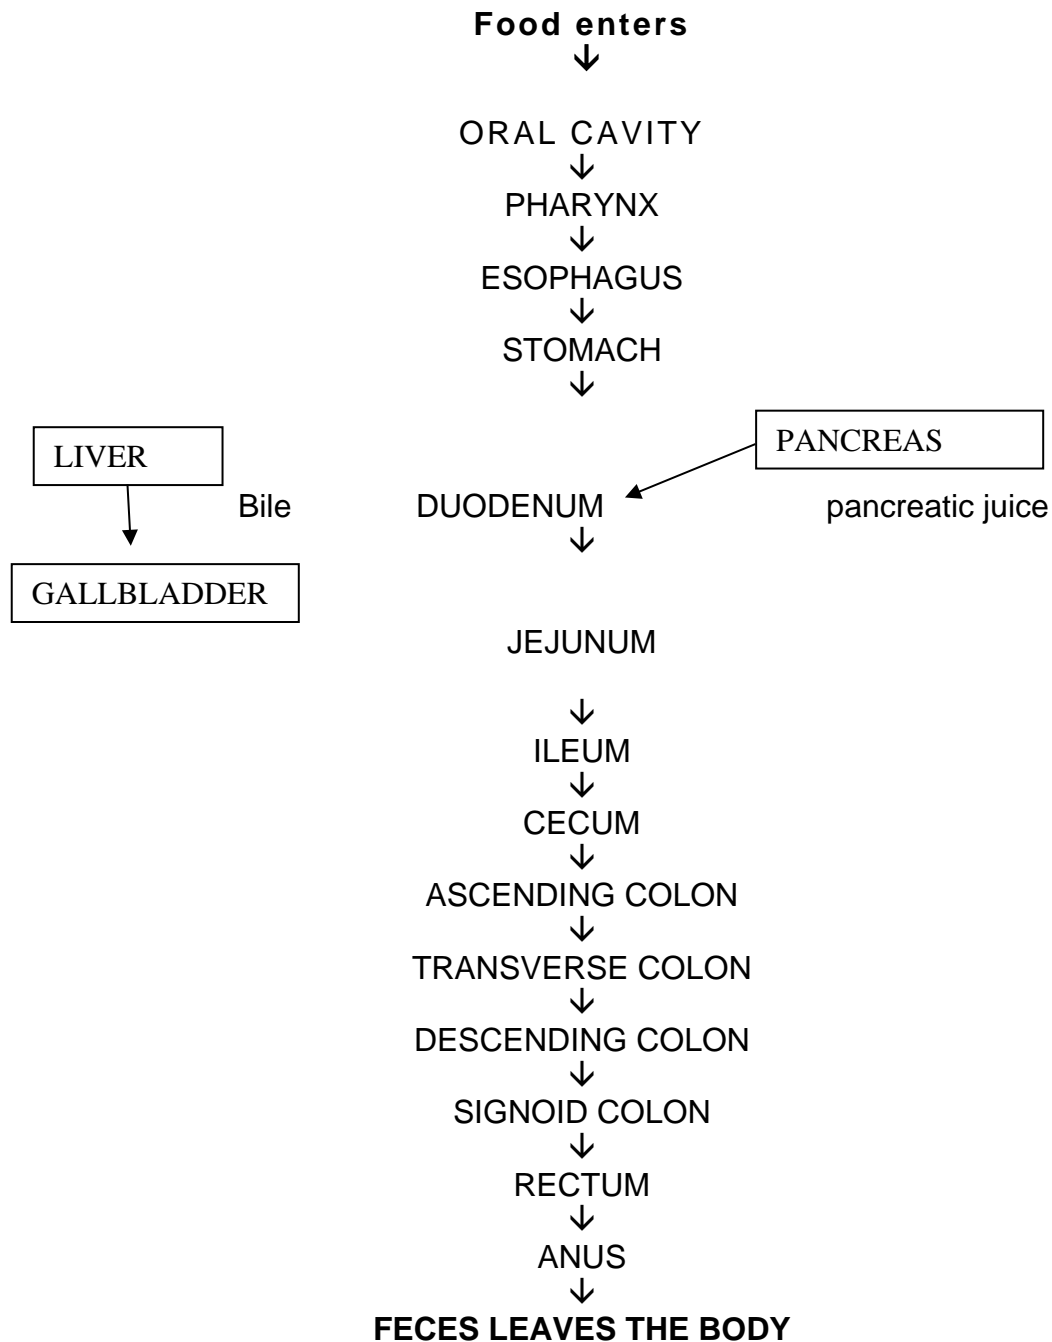 Food enters
ORAL CAVITY
PHARYNX
ESOPHAGUS
STOMACH
LIVER
PANCREAS
Bile
DUODENUM
pancreatic juice
GALLBLADDER
JEJUNUM
ILEUM
CECUM
ASCENDING COLON
TRANSVERSE COLON
DESCENDING COLON
SIGNOID COLON
RECTUM
ANUS
FECES LEAVES THE BODY